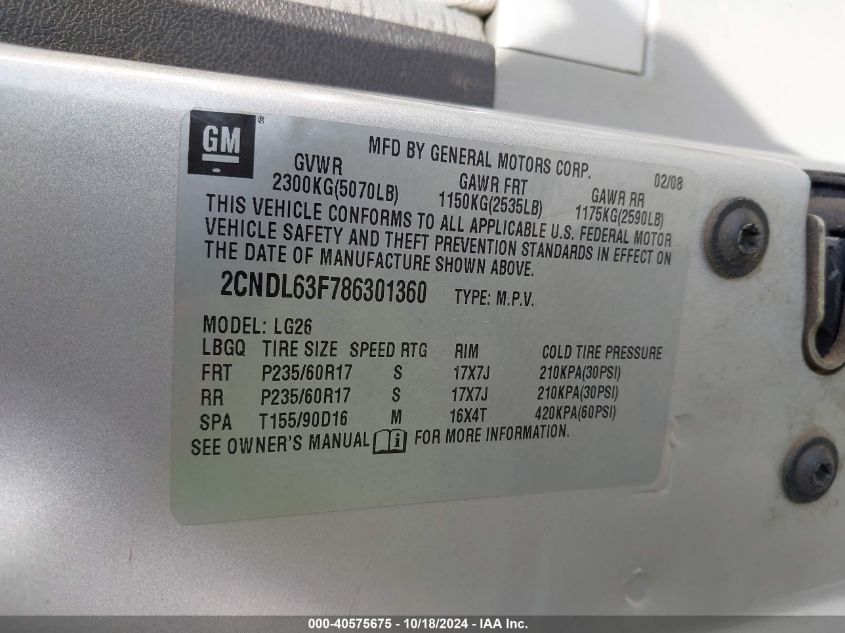 GM®
MFD BY GENERAL MOTORS CORP. 02/08
GVWR GAWR FRT GAWR RR
2300KG(5070LB) 1150KG(2535LB) 1175KG(2590LB)
THIS VEHICLE CONFORMS TO ALL APPLICABLE U.S. FEDERAL MOTOR
VEHICLE SAFETY AND THEFT PREVENTION STANDARDS IN EFFECT ON
THE DATE OF MANUFACTURE SHOWN ABOVE.
2CNDL63F786301360 TYPE: M.P.V.
MODEL: LG26
LBGQ TIRE SIZE SPEED RTG RIM COLD TIRE PRESSURE
FRT P235/60R17 S 17X7J 210KPA(30PSI)
RR P235/60R17 S 17X7J 210KPA(30PSI)
SPA T155/90D16 M 16X4T 420KPA(60PSI)
SEE OWNER'S MANUAL i FOR MORE INFORMATION.
000-40575675 - 10/18/2024 - IAA Inc.